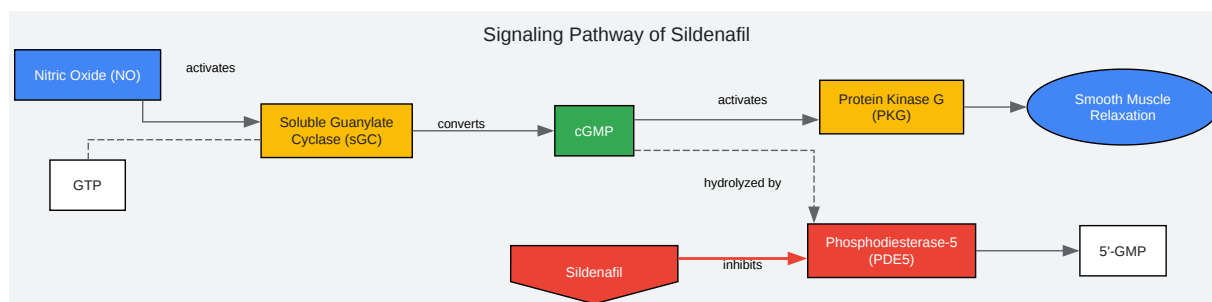 Signaling Pathway of Sildenafil
Nitric Oxide (NO)
activates
GTP
Soluble Guanylate
Cyclase (sGC)
converts
cGMP
activates
Protein Kinase G
(PKG)
Smooth Muscle
Relaxation
hydrolyzed by
Sildenafil
inhibits
Phosphodiesterase-5
(PDE5)
5'-GMP